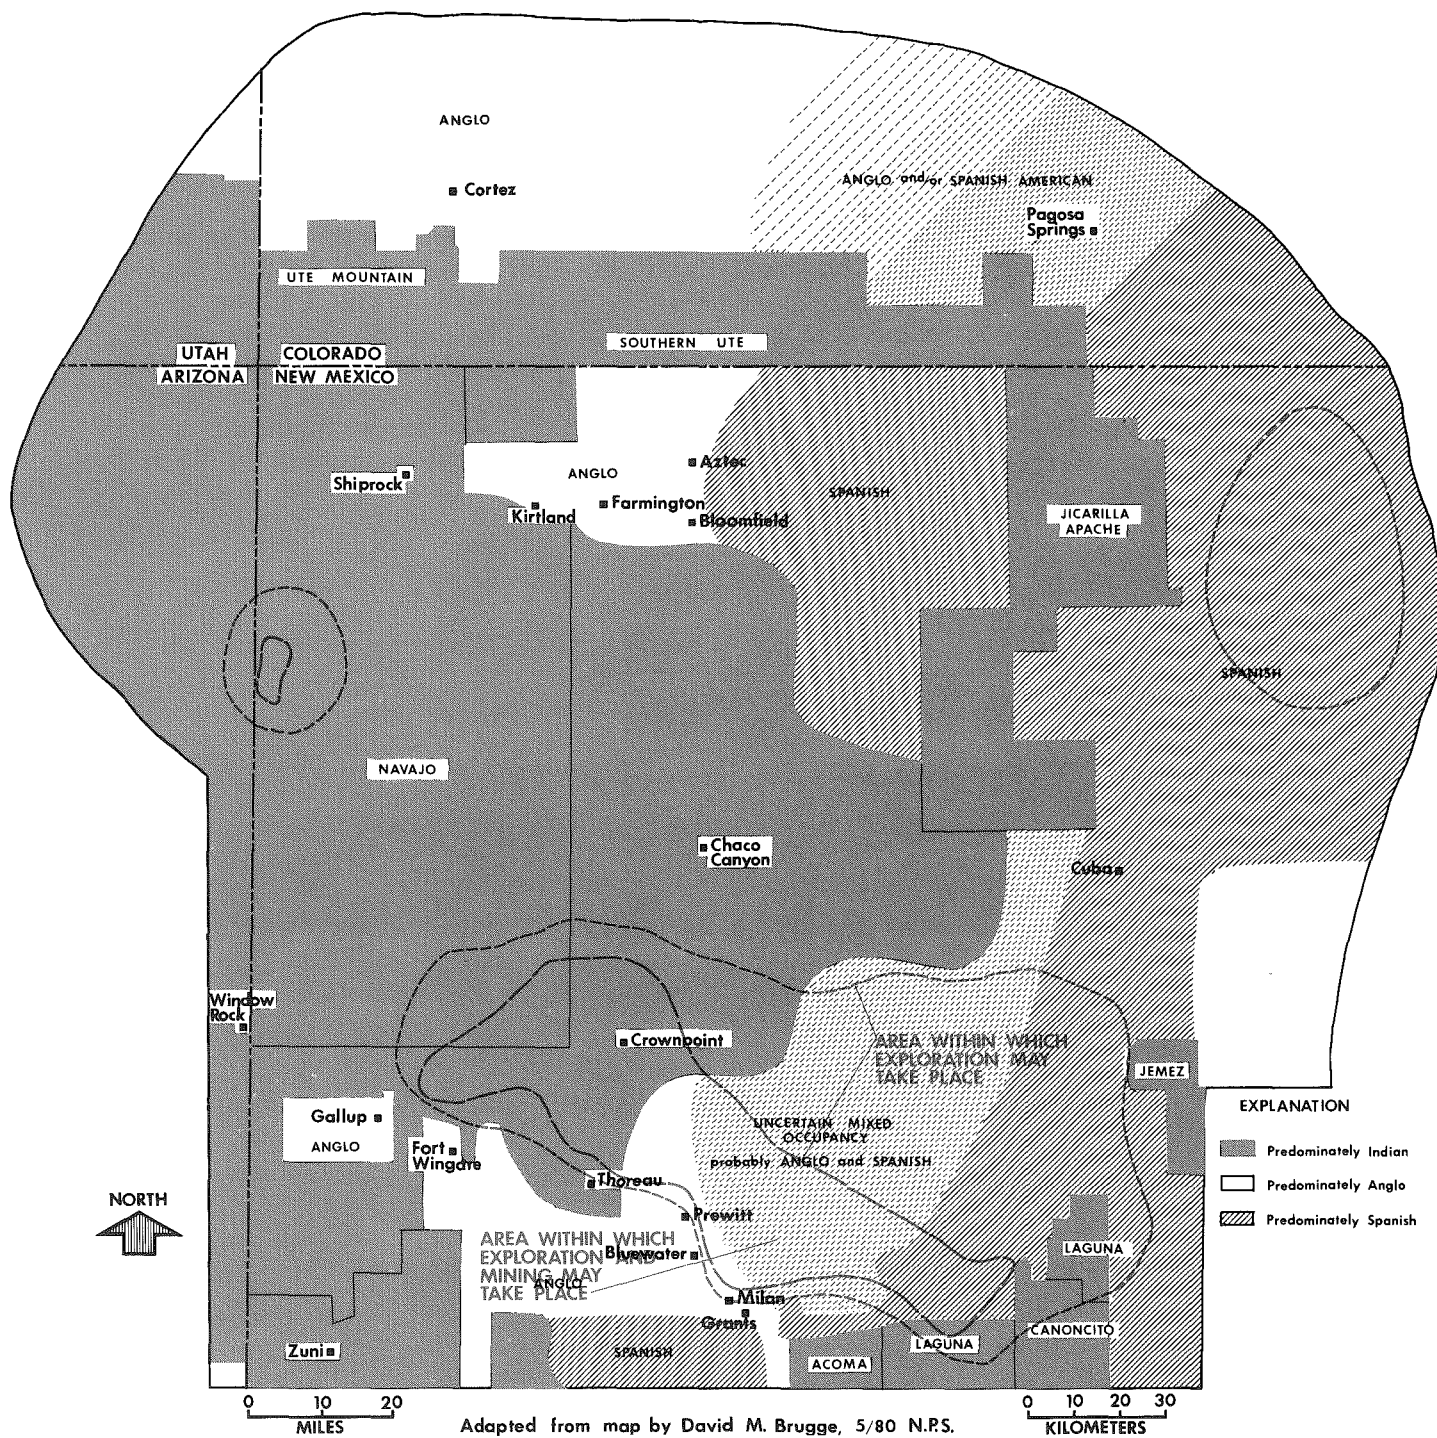 ANGLO
Cortez
ANGLO and/or SPANISH AMERICAN
Pagosa
Springs
UTE MOUNTAIN
SOUTHERN UTE
UTAH
COLORADO
ARIZONA
NEW MEXICO
Shiprock
ANGLO
Aztec
Farmington
Kirtland
Bloomfield
SPANISH
JICARILLA
APACHE
SPANISH
NAVAJO
Chaco
Canyon
Cuba
Window
Rock
Crownpoint
AREA WITHIN WHICH
EXPLORATION MAY
TAKE PLACE
JEMEZ
Gallup
ANGLO
Fort
Wingate
UNCERTAIN MIXED
OCCUPANCY
probably ANGLO and SPANISH
Thoreau
Prewitt
Bluewater
AREA WITHIN WHICH
EXPLORATION AND
MINING MAY
TAKE PLACE
ANGLO
Milan
Grants
LAGUNA
CANONCITO
LAGUNA
ACOMA
SPANISH
Zuni
NORTH
EXPLANATION
Predominately Indian
Predominately Anglo
Predominately Spanish
0 10 20
MILES
Adapted from map by David M. Brugge, 5/80 N.P.S.
0 10 20 30
KILOMETERS